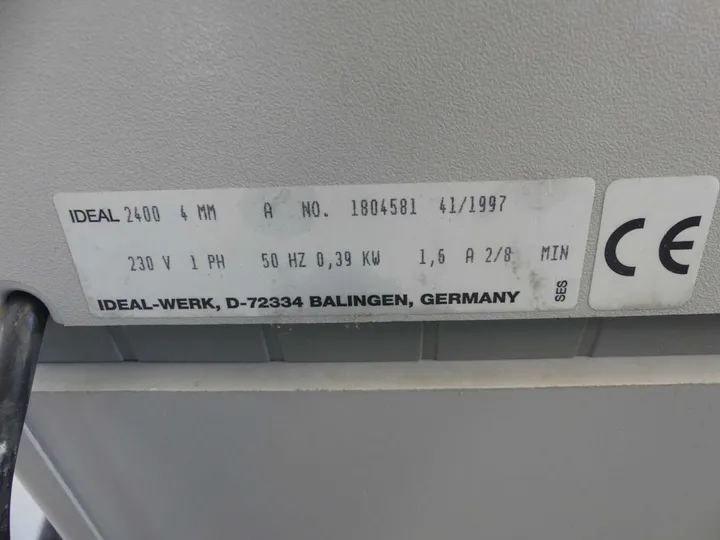 IDEAL 2400 4 MM A NO. 1804581 41/1997
230 V 1 PH 50 HZ 0,39 KW 1,6 A 2/8 MIN
IDEAL-WERK, D-72334 BALINGEN, GERMANY
SES
CE